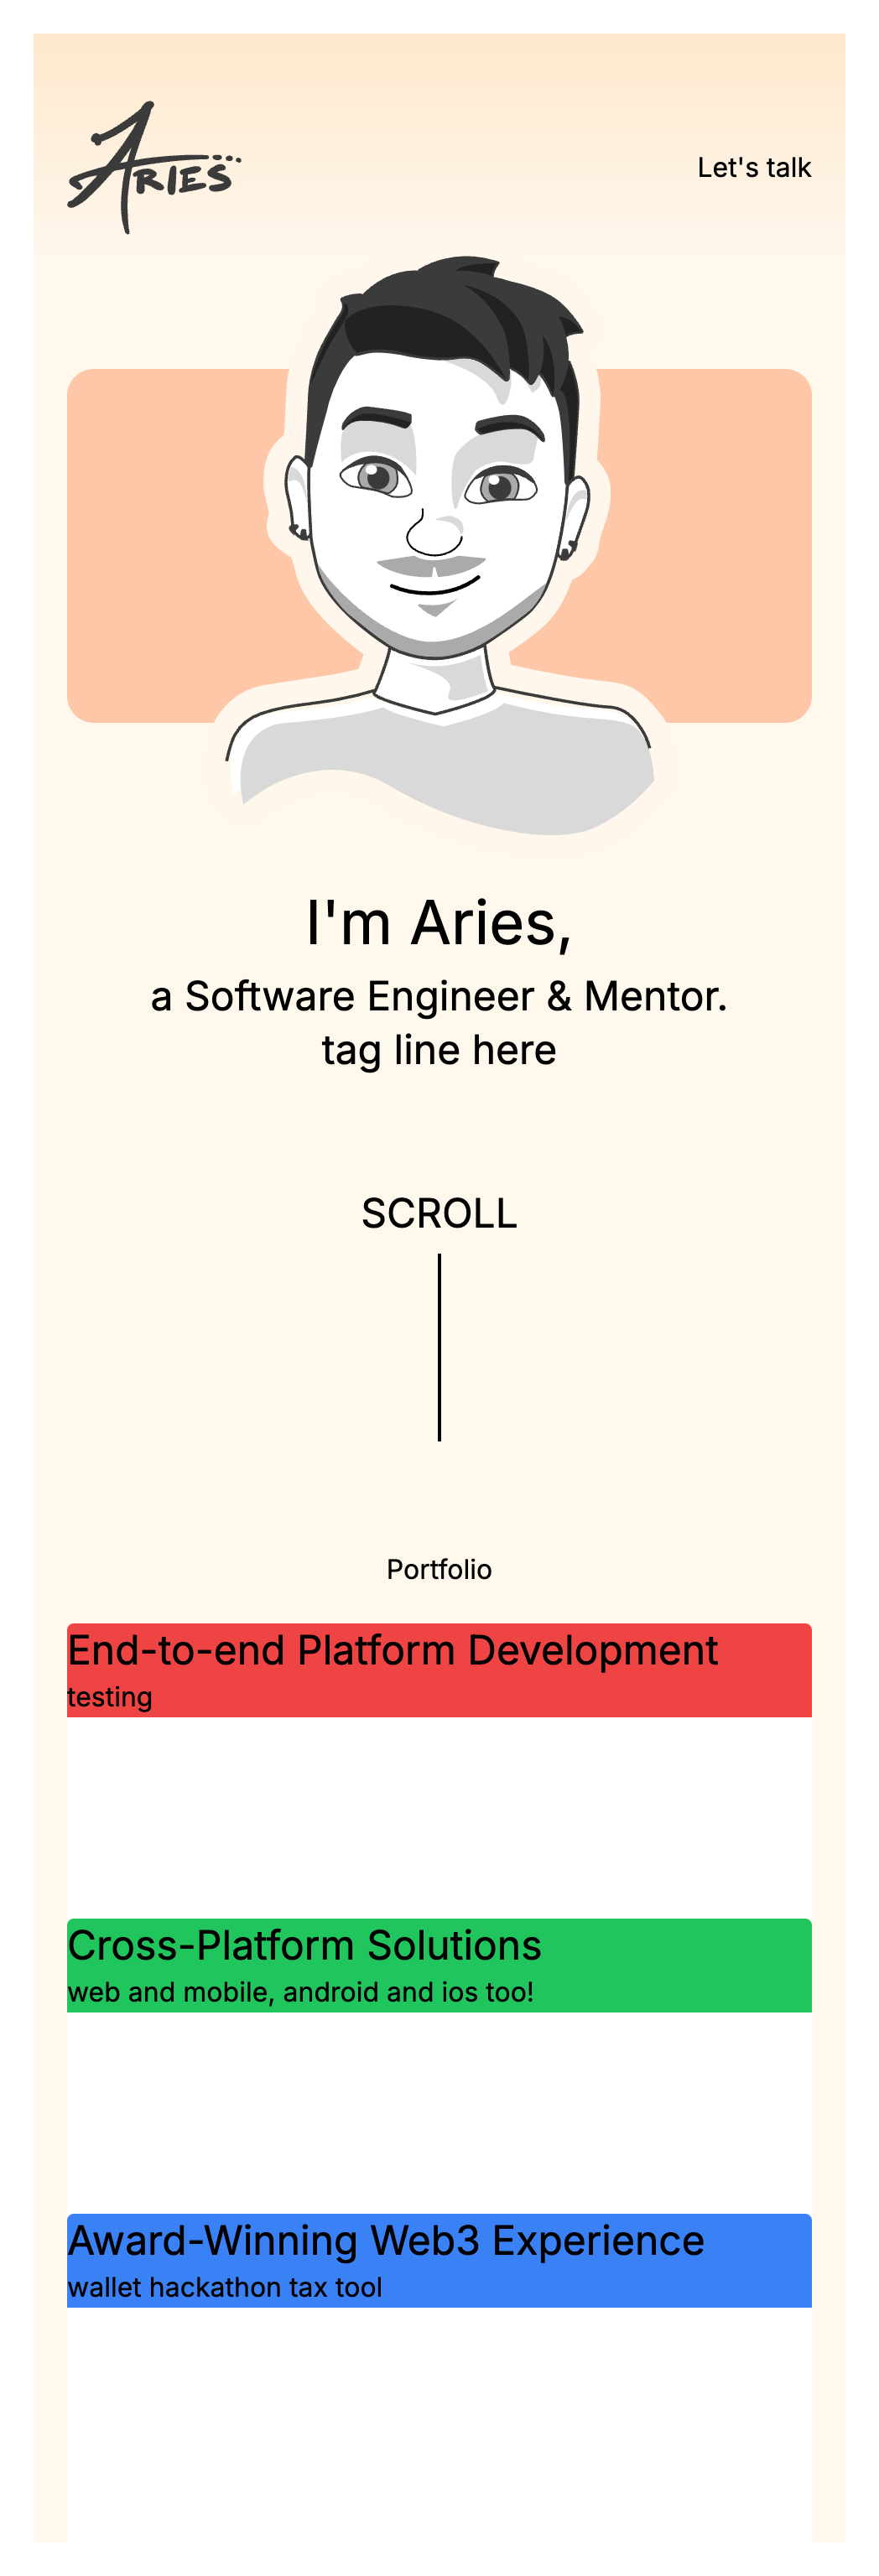 ARIES
Let's talk
I'm Aries,
a Software Engineer & Mentor.
tag line here
SCROLL
Portfolio
End-to-end Platform Development
testing
Cross-Platform Solutions
web and mobile, android and ios too!
Award-Winning Web3 Experience
wallet hackathon tax tool